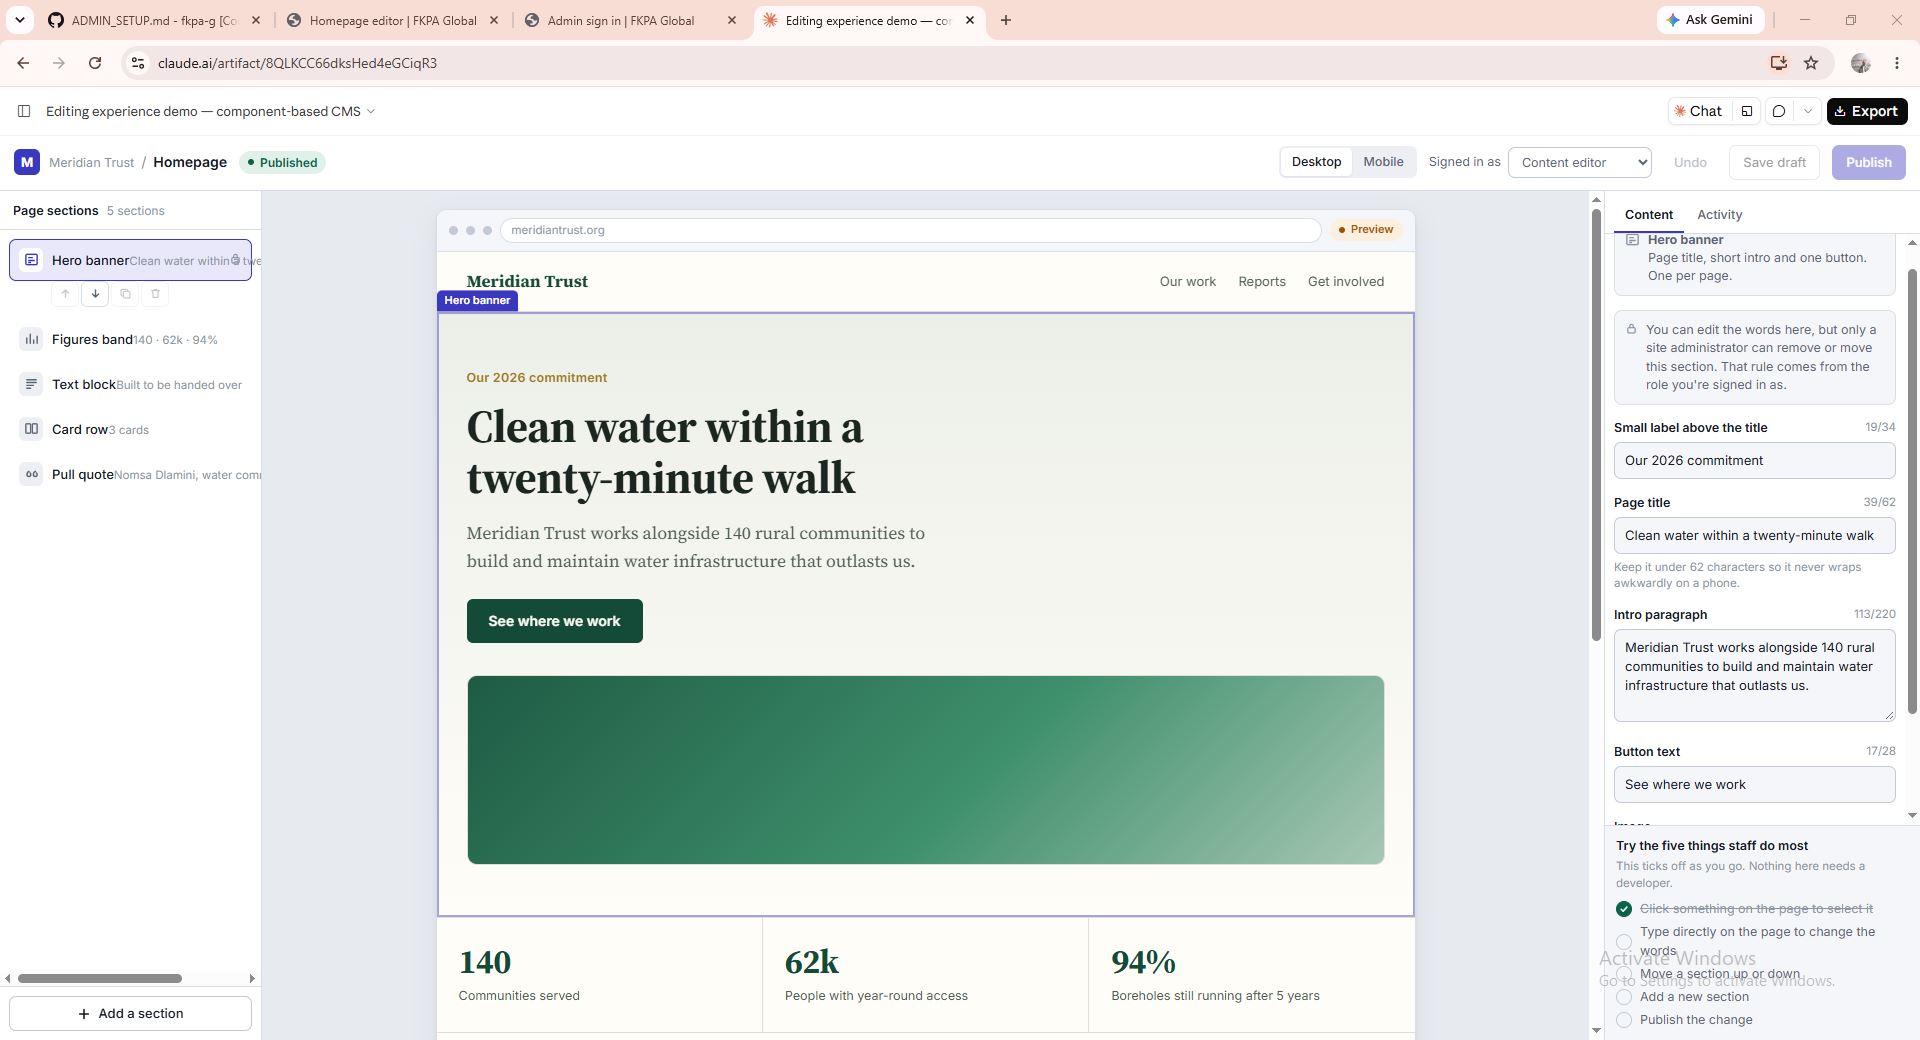 ADMIN_SETUP.md - fkpa-g [Co
Homepage editor | FKPA Global
Admin sign in | FKPA Global
Editing experience demo — co
Ask Gemini
claude.ai/artifact/8QLKCC66dksHed4eGCiqR3
Editing experience demo — component-based CMS
Chat
Export
M
Meridian Trust / Homepage
Published
Desktop
Mobile
Signed in as
Content editor
Undo
Save draft
Publish
Page sections 5 sections
Hero banner Clean water within a twe
Figures band 140 · 62k · 94%
Text block Built to be handed over
Card row 3 cards
Pull quote Nomsa Dlamini, water com
+ Add a section
meridiantrust.org
Preview
Meridian Trust
Our work
Reports
Get involved
Hero banner
Our 2026 commitment
Clean water within a
twenty-minute walk
Meridian Trust works alongside 140 rural communities to
build and maintain water infrastructure that outlasts us.
See where we work
140
Communities served
62k
People with year-round access
94%
Boreholes still running after 5 years
Content
Activity
Hero banner
Page title, short intro and one button.
One per page.
You can edit the words here, but only a
site administrator can remove or move
this section. That rule comes from the
role you're signed in as.
Small label above the title 19/34
Our 2026 commitment
Page title 39/62
Clean water within a twenty-minute walk
Keep it under 62 characters so it never wraps
awkwardly on a phone.
Intro paragraph 113/220
Meridian Trust works alongside 140 rural
communities to build and maintain water
infrastructure that outlasts us.
Button text 17/28
See where we work
Try the five things staff do most
This ticks off as you go. Nothing here needs a
developer.
Click something on the page to select it
Type directly on the page to change the
words
Move a section up or down
Add a new section
Publish the change
Activate Windows
Go to Settings to activate Windows.